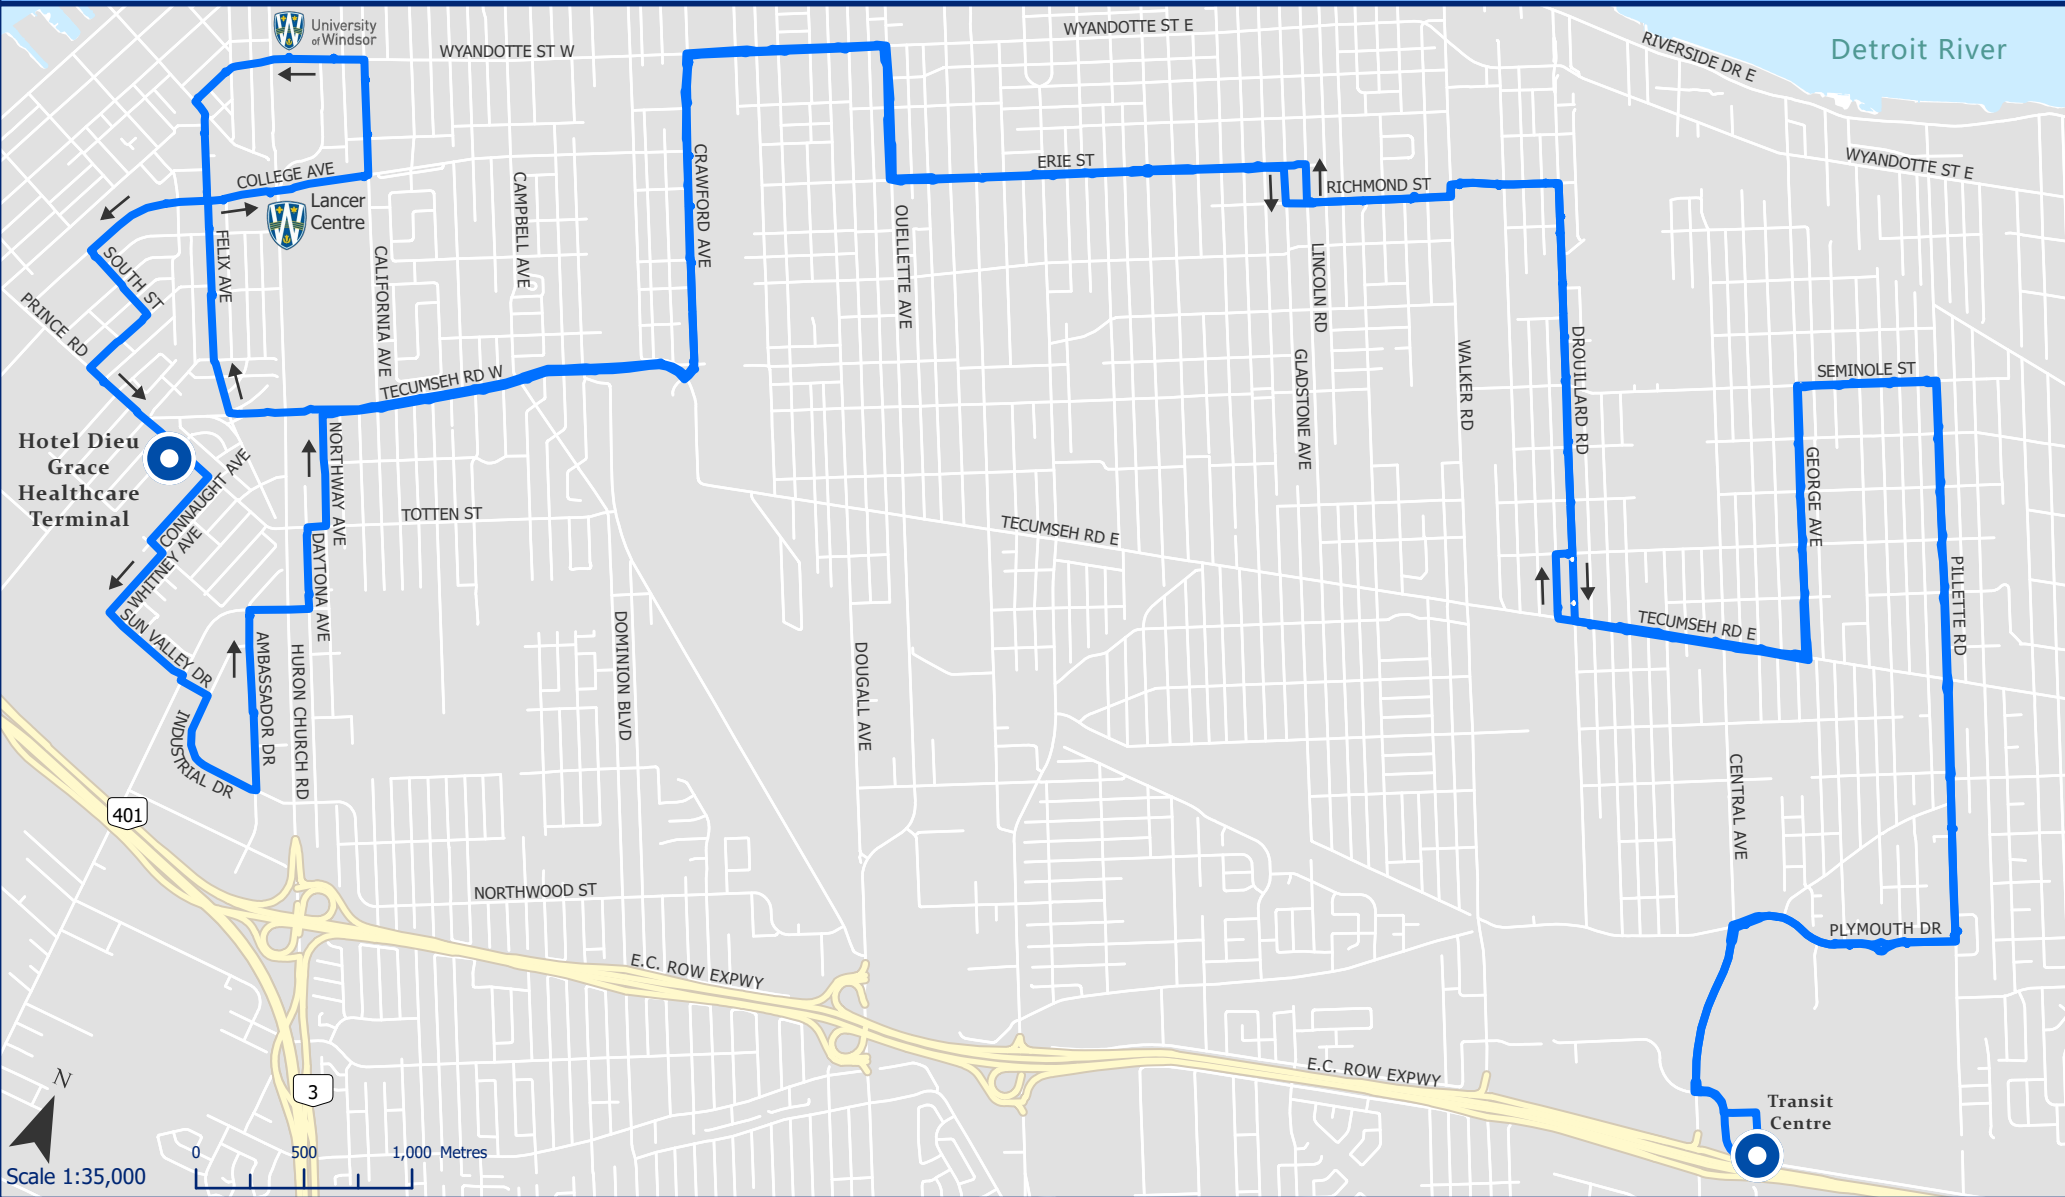 University
of Windsor
WYANDOTTE ST W
WYANDOTTE ST E
RIVERSIDE DR E
Detroit River
COLLEGE AVE
Lancer
Centre
CAMPBELL AVE
CRAWFORD AVE
ERIE ST
RICHMOND ST
WYANDOTTE ST E
SOUTH ST
FELIX AVE
CALIFORNIA AVE
OUELLETTE AVE
LINCOLN RD
PRINCE RD
TECUMSEH RD W
GLADSTONE AVE
WALKER RD
DROUILLARD RD
SEMINOLE ST
Hotel Dieu
Grace
Healthcare
Terminal
CONNAUGHT AVE
WHITNEY AVE
NORTHWAY AVE
TOTTEN ST
TECUMSEH RD E
GEORGE AVE
PILLETTE RD
DAYTONA AVE
SUN VALLEY DR
AMBASSADOR DR
HURON CHURCH RD
DOMINION BLVD
DOUGALL AVE
TECUMSEH RD E
INDUSTRIAL DR
CENTRAL AVE
401
NORTHWOOD ST
PLYMOUTH DR
E.C. ROW EXPWY
E.C. ROW EXPWY
3
Transit
Centre
N
0 500 1,000 Metres
Scale 1:35,000